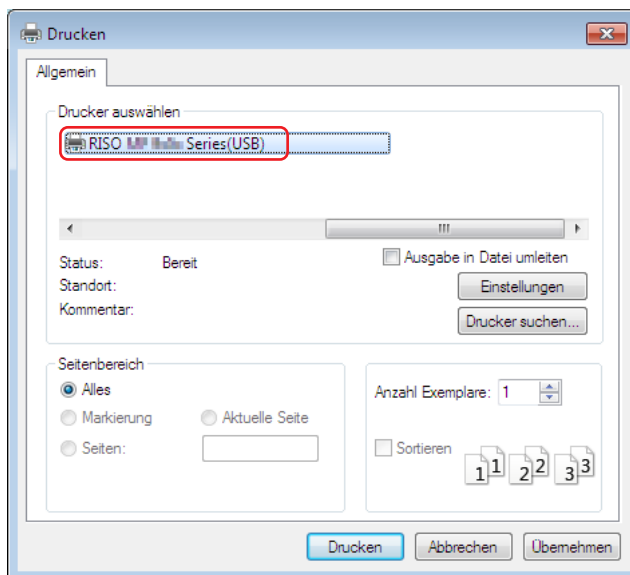 Drucken
Allgemein
Drucker auswählen
RISO Series(USB)
Status: Bereit
Ausgabe in Datei umleiten
Standort:
Einstellungen
Kommentar:
Drucker suchen...
Seitenbereich
Alles
Markierung Aktuelle Seite
Seiten:
Anzahl Exemplare: 1
Sortieren
1 1 2 2 3 3
Drucken Abbrechen Übernehmen